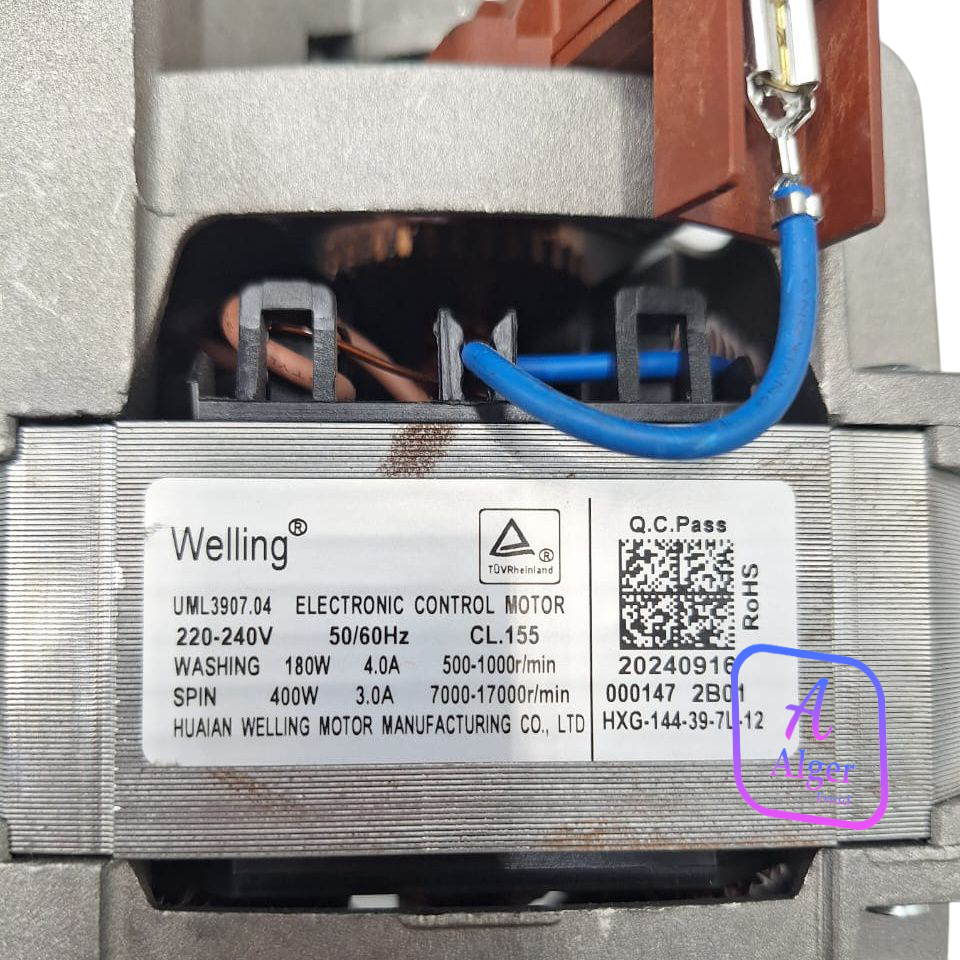 Welling®
TÜVRheinland ®
UML3907.04 ELECTRONIC CONTROL MOTOR
220-240V 50/60Hz CL.155
WASHING 180W 4.0A 500-1000r/min
SPIN 400W 3.0A 7000-17000r/min
HUAIAN WELLING MOTOR MANUFACTURING CO., LTD
Q.C.Pass
RoHS
20240916
000147 2B01
HXG-144-39-7L-12
A
Alger